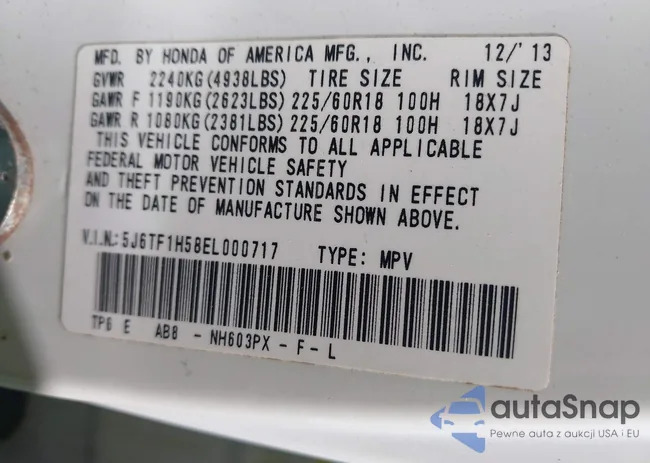 MFD. BY HONDA OF AMERICA MFG., INC. 12/'13
GVWR 2240KG(4938LBS) TIRE SIZE RIM SIZE
GAWR F 1190KG(2623LBS) 225/60R18 100H 18X7J
GAWR R 1080KG(2381LBS) 225/60R18 100H 18X7J
THIS VEHICLE CONFORMS TO ALL APPLICABLE
FEDERAL MOTOR VEHICLE SAFETY
AND THEFT PREVENTION STANDARDS IN EFFECT
ON THE DATE OF MANUFACTURE SHOWN ABOVE.
V.I.N.: 5J6TF1H58EL000717 TYPE: MPV
TP6 E AB8 - NH603PX - F - L
autaSnap
Pewne auta z aukcji USA i EU